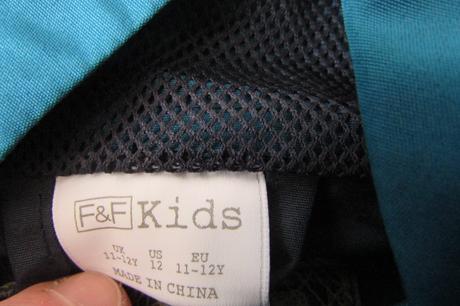 F&F Kids
UK US EU
11-12Y 12 11-12Y
MADE IN CHINA